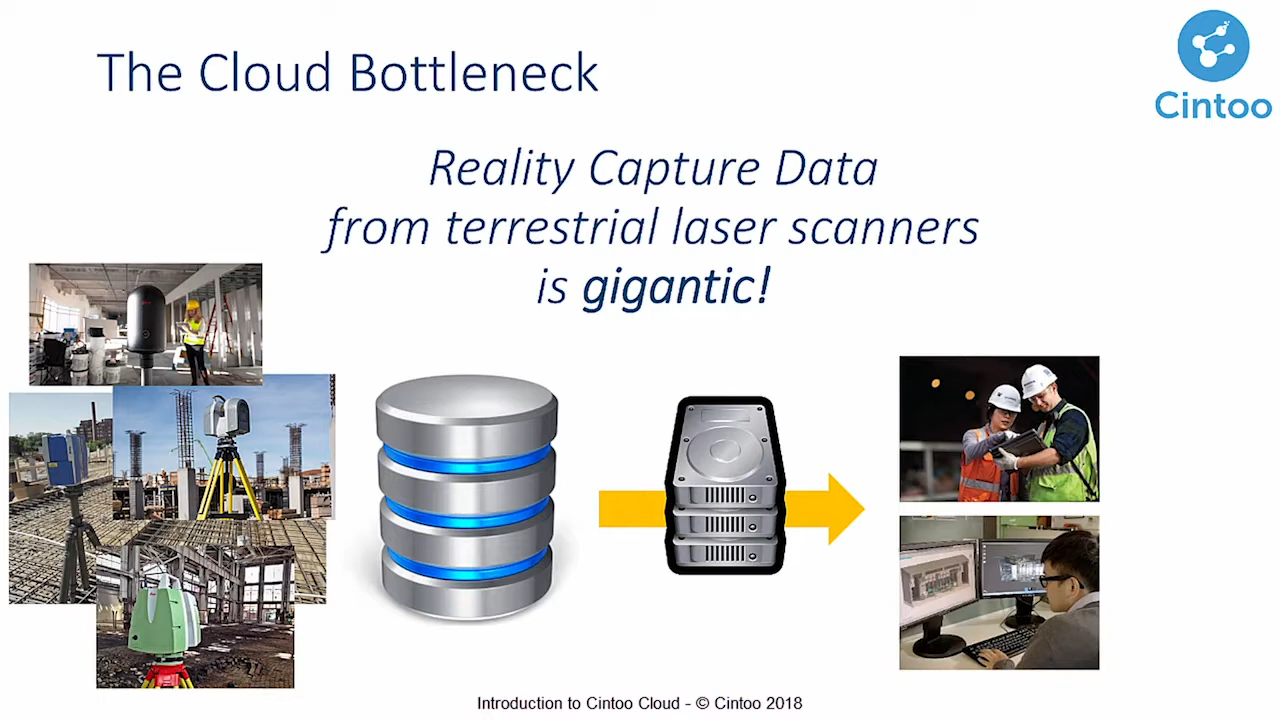 The Cloud Bottleneck
Cintoo
Reality Capture Data
from terrestrial laser scanners
is gigantic!
Introduction to Cintoo Cloud - © Cintoo 2018